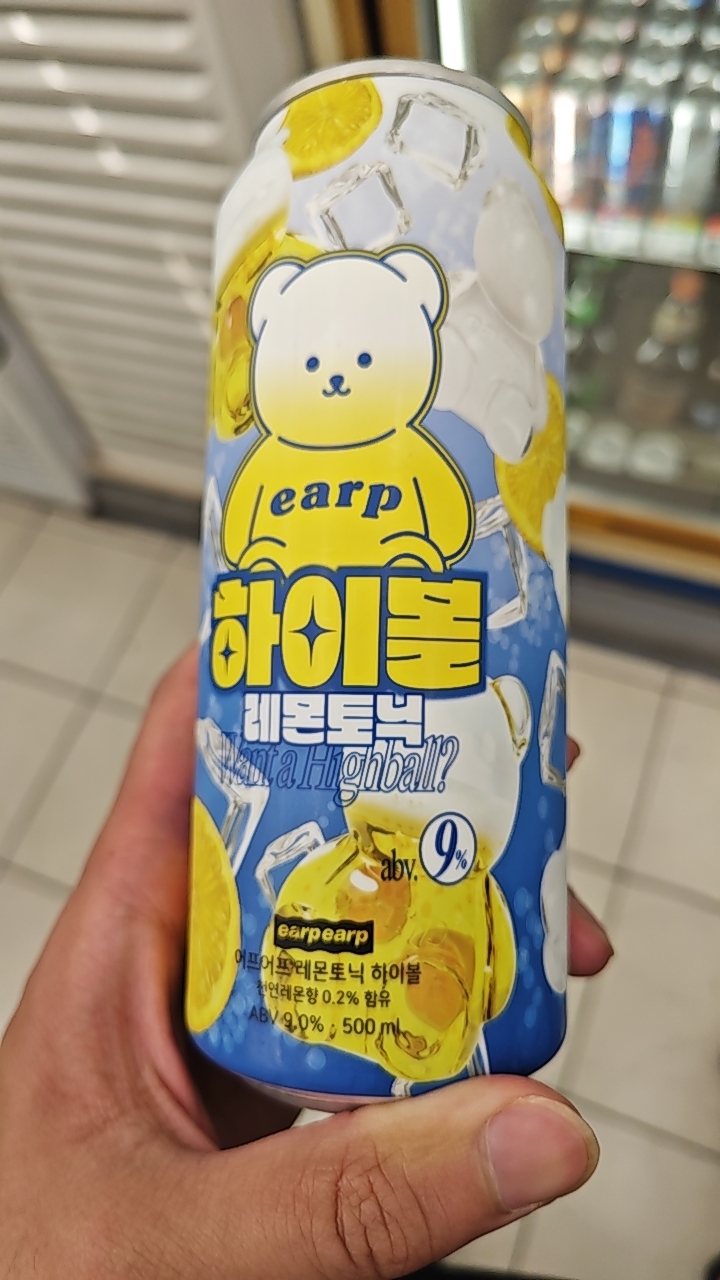 earp
하이볼
레몬토닉
Want a Highball?
abv. 9%
earpearp
어프어프 레몬토닉 하이볼
천연레몬향 0.2% 함유
ABV 9.0% : 500 ml